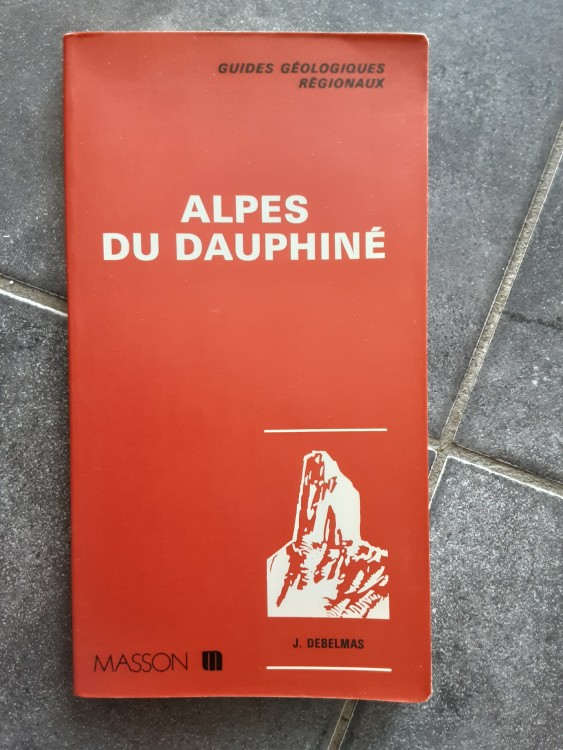 GUIDES GÉOLOGIQUES
RÉGIONAUX
ALPES
DU DAUPHINÉ
J. DEBELMAS
MASSON m